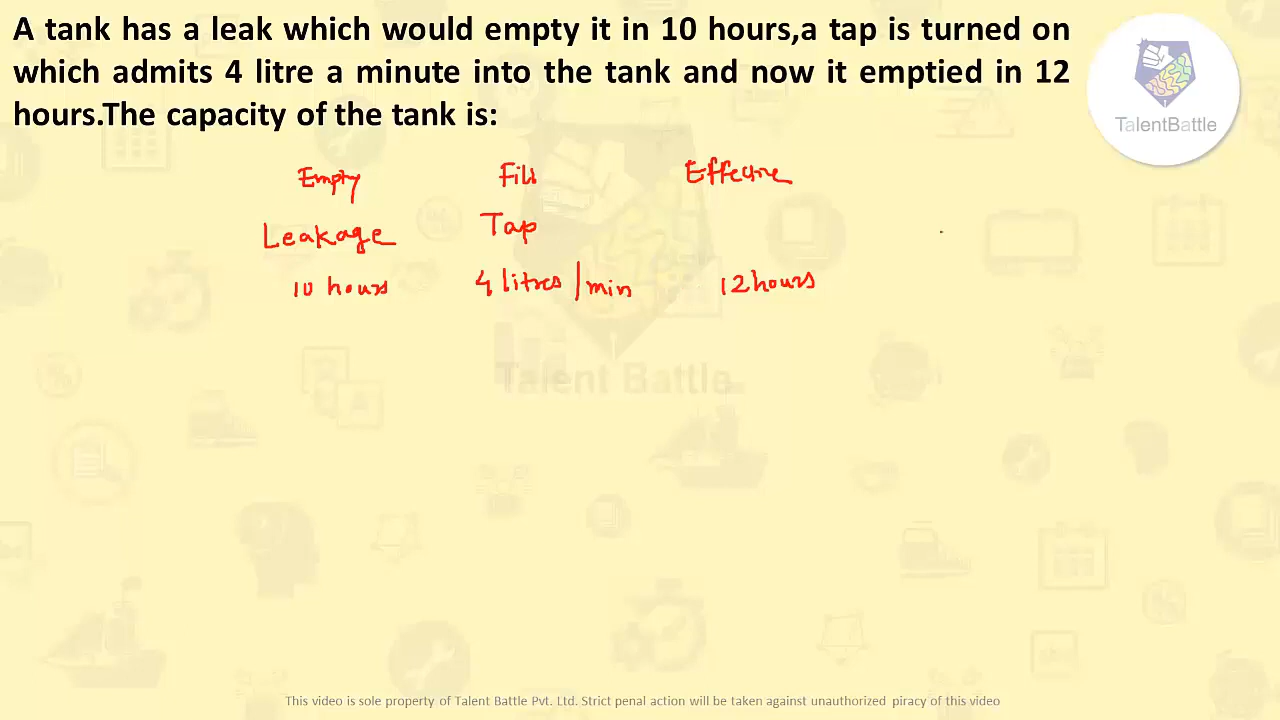 A tank has a leak which would empty it in 10 hours,a tap is turned on
which admits 4 litre a minute into the tank and now it emptied in 12
hours.The capacity of the tank is:
TalentBattle
Empty Fill Effective
Leakage Tap
10 hours 4 litres/min 12 hours
Talent Battle
This video is sole property of Talent Battle Pvt. Ltd. Strict penal action will be taken against unauthorized piracy of this video